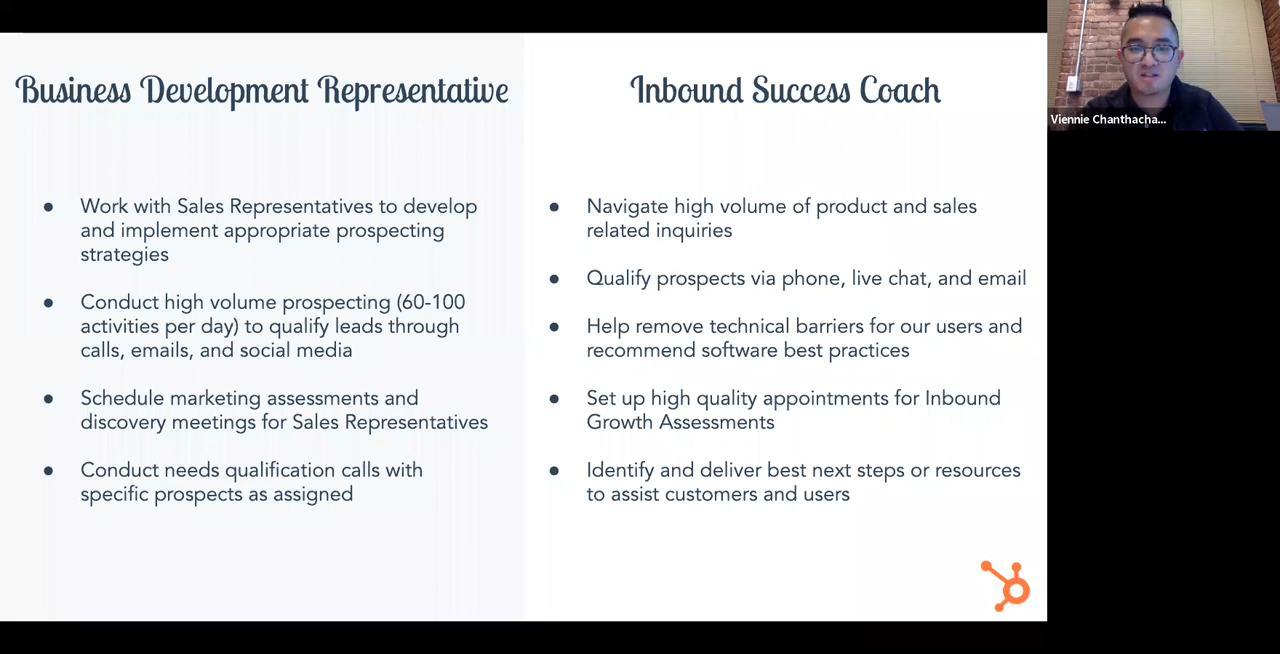 Business Development Representative
Work with Sales Representatives to develop
and implement appropriate prospecting
strategies
Conduct high volume prospecting (60-100
activities per day) to qualify leads through
calls, emails, and social media
Schedule marketing assessments and
discovery meetings for Sales Representatives
Conduct needs qualification calls with
specific prospects as assigned
Inbound Success Coach
Navigate high volume of product and sales
related inquiries
Qualify prospects via phone, live chat, and email
Help remove technical barriers for our users and
recommend software best practices
Set up high quality appointments for Inbound
Growth Assessments
Identify and deliver best next steps or resources
to assist customers and users
Viennie Chanthacha...